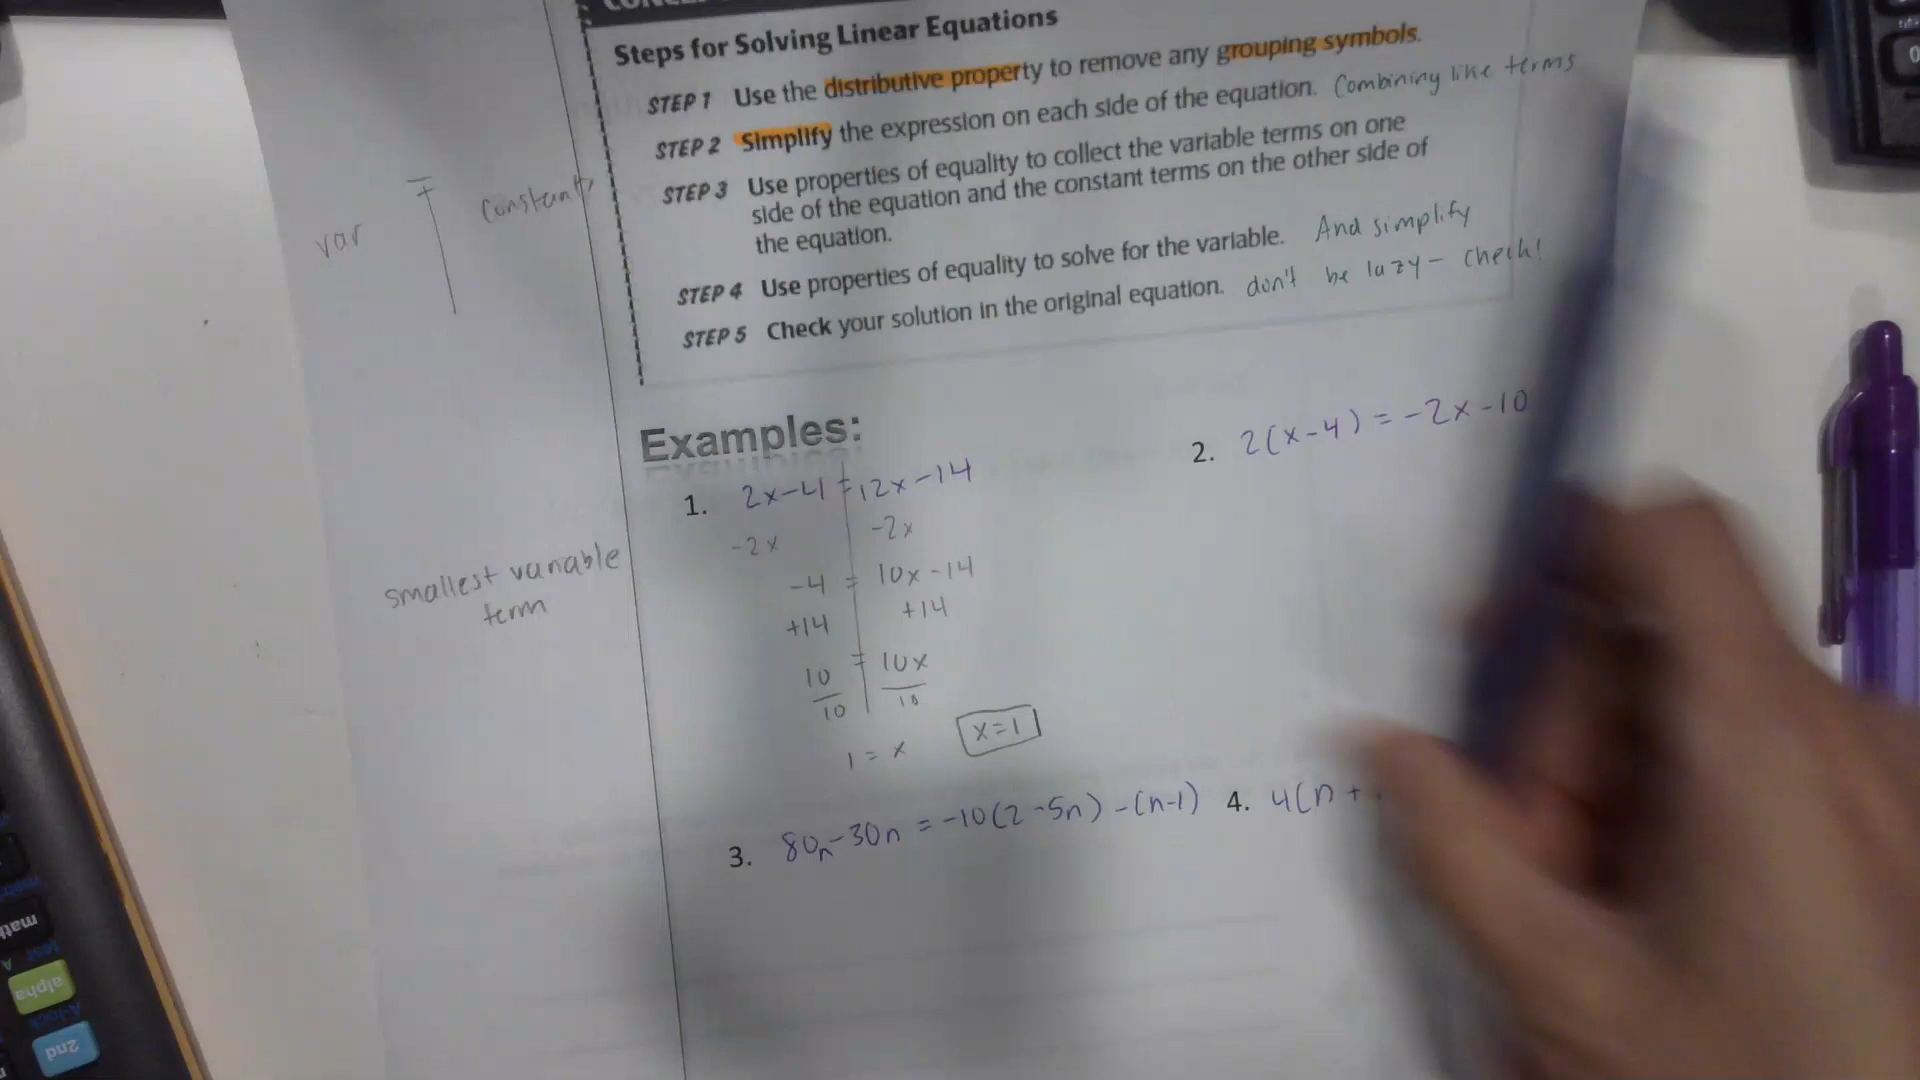 Steps for Solving Linear Equations
STEP 1 Use the distributive property to remove any grouping symbols.
STEP 2 Simplify the expression on each side of the equation. Combining like terms
STEP 3 Use properties of equality to collect the variable terms on one
side of the equation and the constant terms on the other side of
the equation.
STEP 4 Use properties of equality to solve for the variable. And simplify
STEP 5 Check your solution in the original equation. don't be lazy - check!
var
constant
smallest variable
term
Examples:
1. 2x-4=12x-14
-2x -2x
-4 = 10x-14
+14 +14
10 = 10x
10 10
1 = x
x=1
2. 2(x-4) = -2x-10
3. 80n-30n = -10(2-5n)-(n-1)
4. 4(n+
math
alpha
A-lock
2nd
test A
0